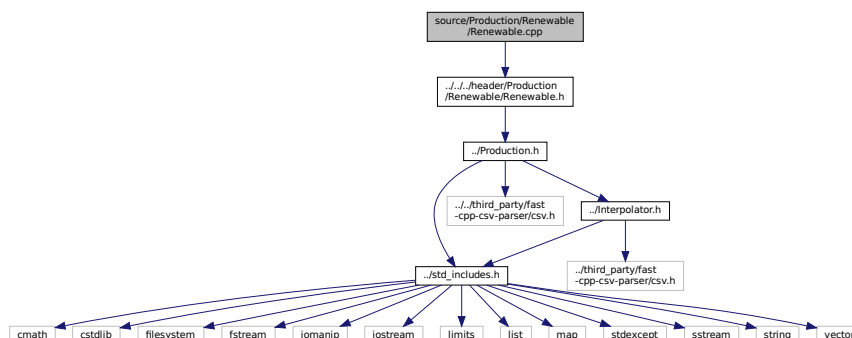 source/Production/Renewable
/Renewable.cpp
../../../header/Production
/Renewable/Renewable.h
../Production.h
../../third_party/fast
-cpp-csv-parser/csv.h
../Interpolator.h
../std_includes.h
../third_party/fast
-cpp-csv-parser/csv.h
cmath cstdlib filesystem fstream iomanip iostream limits list map stdexcept sstream string vector